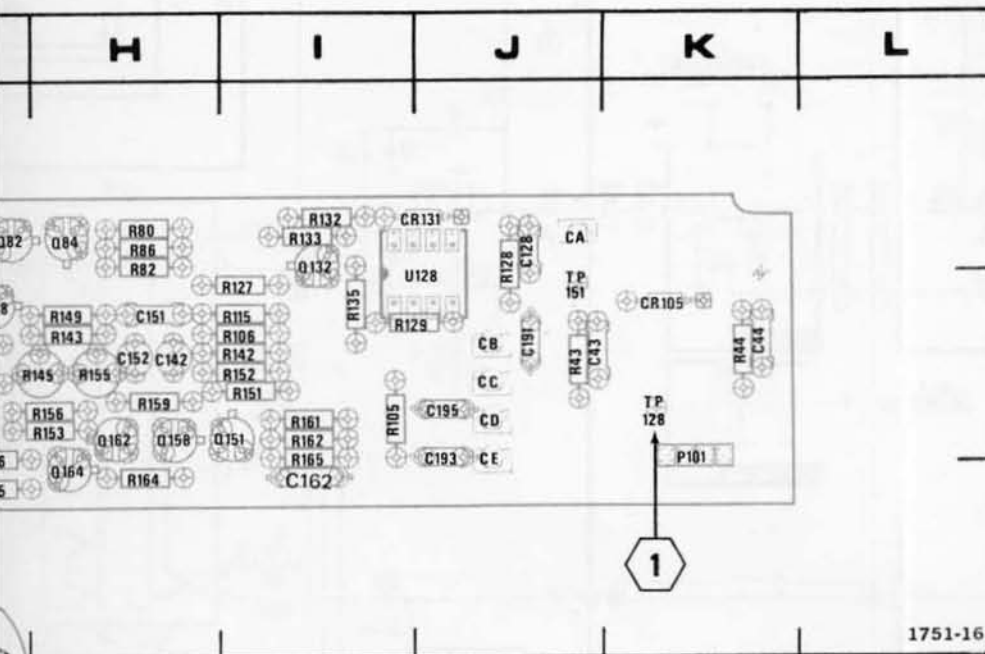 H I J K L
R132 CR131
Q84 R80 R133 C128 CA
R86 Q132 U128 R128
R82 TP
R127 R135 151 CR105
R149 C151 R115 R129
R143 R106 CB C191 R43 C43 R44 C44
C152 C142 R142
R145 R155 R152 CC
R151 TP
R156 R159 R161 R105 C195 128
R153 CD
Q162 Q158 Q151 R162
R165 C193 CE P101
Q164 R164 C162
1
1751-16